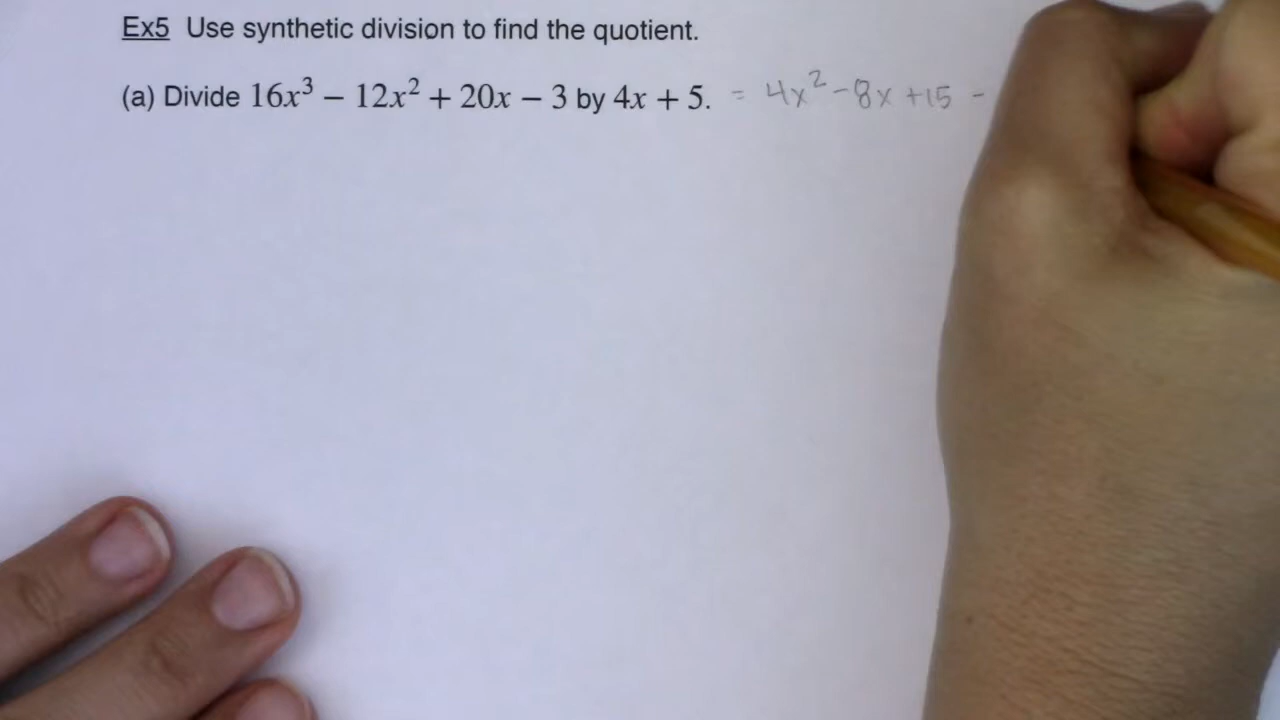 Ex5 Use synthetic division to find the quotient.
(a) Divide 16x³ − 12x² + 20x − 3 by 4x + 5. = 4x² - 8x + 15 -